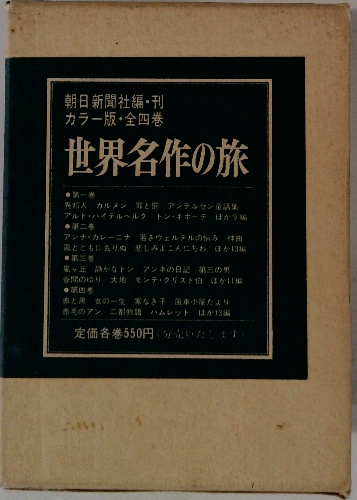 朝日新聞社編・刊
カラー版・全四巻
世界名作の旅
●第一巻
異邦人 カルメン 罪と罰 アンデルセン童話集
アルト・ハイデルベルク ドン・キホーテ ほか9編
●第二巻
アンナ・カレーニナ 若きウェルテルの悩み 神曲
風とともに去りぬ 悲しみよこんにちわ ほか13編
●第三巻
嵐ヶ丘 静かなドン アンネの日記 第三の男
谷間のゆり 大地 モンテ・クリスト伯 ほか11編
●第四巻
赤と黒 女の一生 家なき子 風車小屋だより
赤毛のアン 二都物語 ハムレット ほか13編
定価各巻550円(分売いたします)